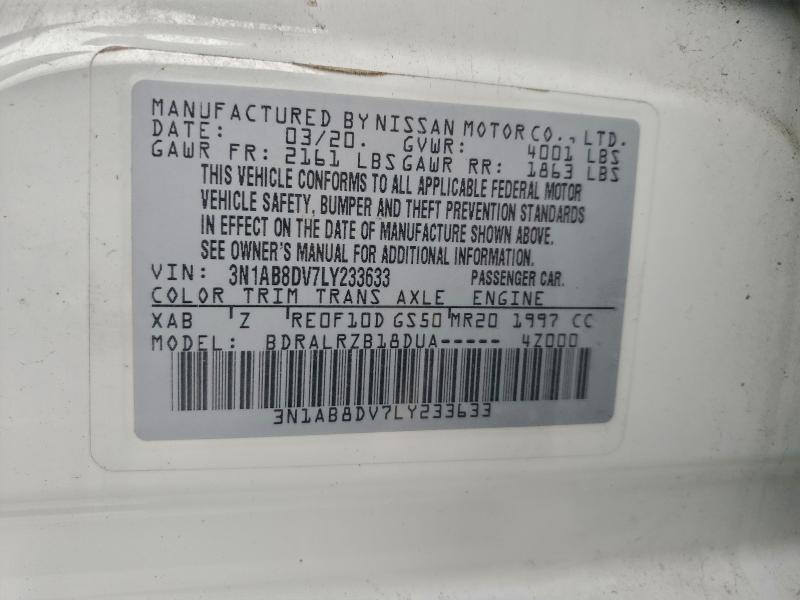 MANUFACTURED BY NISSAN MOTOR CO., LTD.
DATE: 03/20. GVWR: 4001 LBS
GAWR FR: 2161 LBS GAWR RR: 1863 LBS
THIS VEHICLE CONFORMS TO ALL APPLICABLE FEDERAL MOTOR
VEHICLE SAFETY, BUMPER AND THEFT PREVENTION STANDARDS
IN EFFECT ON THE DATE OF MANUFACTURE SHOWN ABOVE.
SEE OWNER'S MANUAL FOR ADDITIONAL INFORMATION.
VIN: 3N1AB8DV7LY233633 PASSENGER CAR.
COLOR TRIM TRANS AXLE ENGINE
XAB Z RE0F10D GS50 MR20 1997 CC
MODEL: BDRALRZB18DUA----- 4Z000
3N1AB8DV7LY233633